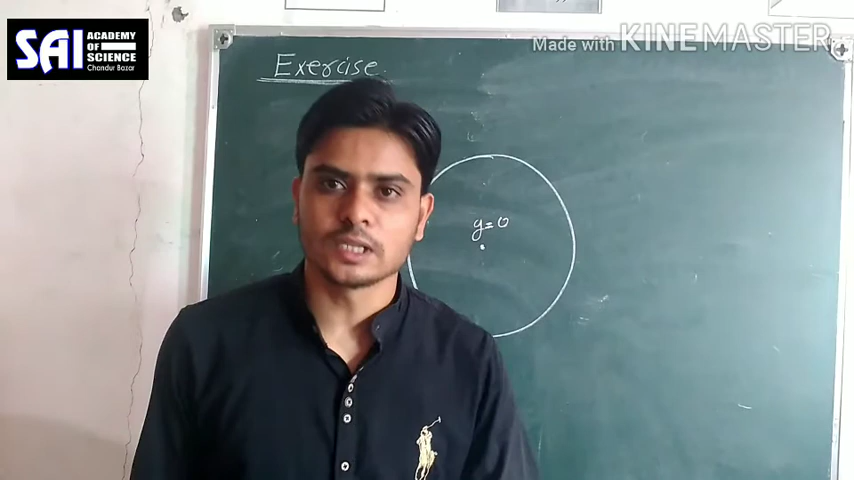 SAI ACADEMY OF SCIENCE
Chandur Bazar
Made with KINEMASTER
Exercise
g=0